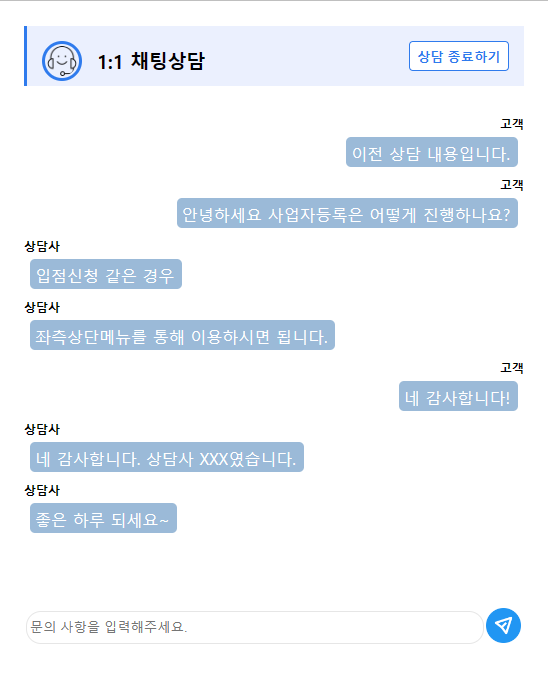 1:1 채팅상담
상담 종료하기
고객
이전 상담 내용입니다.
고객
안녕하세요 사업자등록은 어떻게 진행하나요?
상담사
입점신청 같은 경우
상담사
좌측상단메뉴를 통해 이용하시면 됩니다.
고객
네 감사합니다!
상담사
네 감사합니다. 상담사 XXX였습니다.
상담사
좋은 하루 되세요~
문의 사항을 입력해주세요.